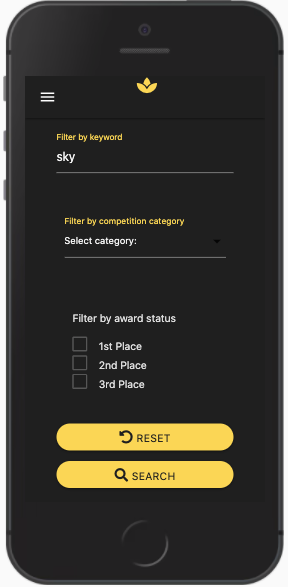 Filter by keyword
sky
Filter by competition category
Select category:
Filter by award status
1st Place
2nd Place
3rd Place
RESET
SEARCH